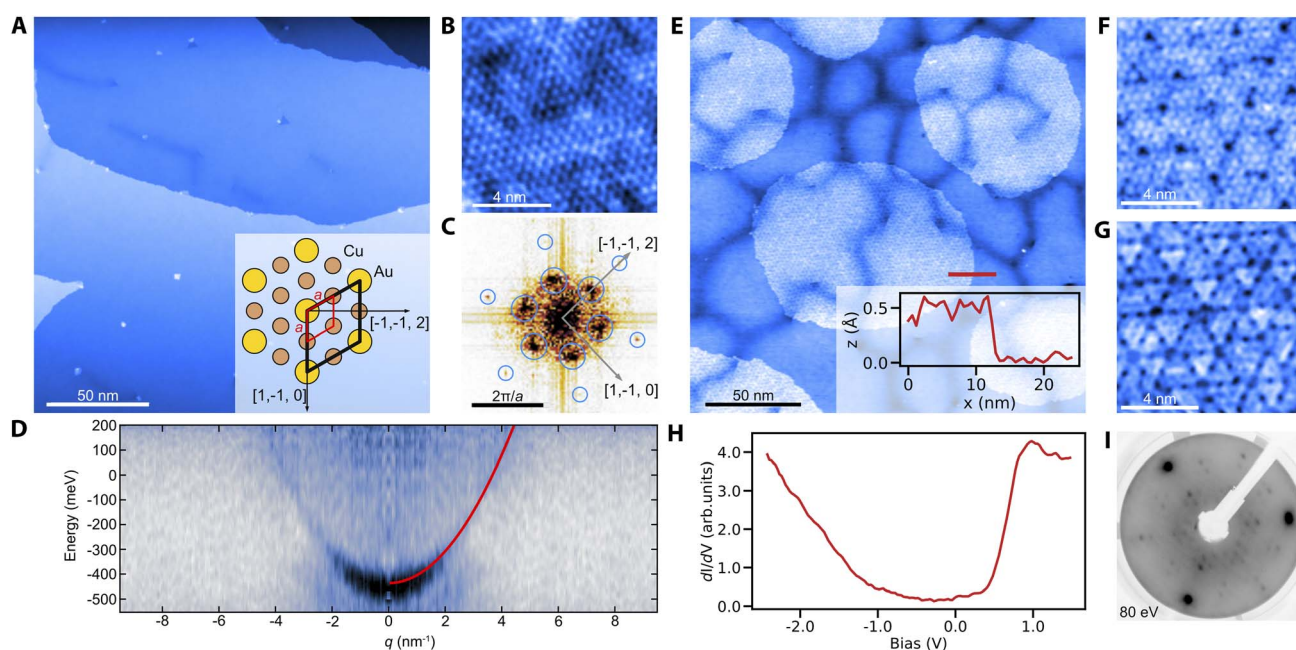 A
Cu
Au
a
a
[-1,-1, 2]
[1,-1, 0]
50 nm
B
4 nm
C
[-1,-1, 2]
[1,-1, 0]
2π/a
D
Energy (meV)
200
100
0
-100
-200
-300
-400
-500
-8
-6
-4
-2
0
2
4
6
8
q (nm⁻¹)
E
50 nm
z (Å)
0.5
0.0
0
10
20
x (nm)
F
4 nm
G
4 nm
H
dI/dV (arb.units)
4.0
3.0
2.0
1.0
0.0
-2.0
-1.0
0.0
1.0
Bias (V)
I
80 eV